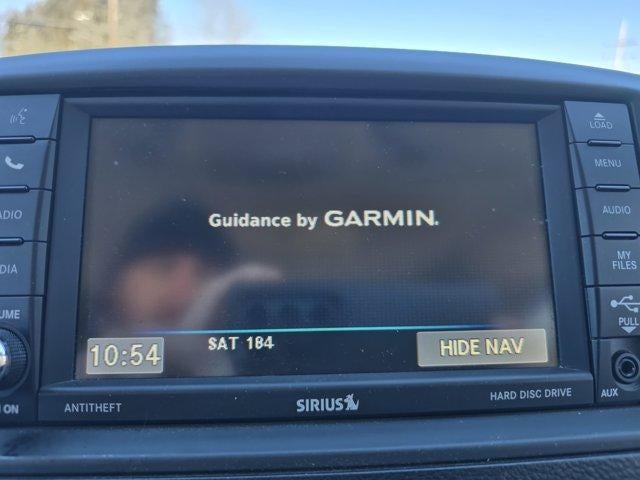 LOAD
MENU
ADIO
AUDIO
DIA
MY
FILES
UME
PULL
Guidance by GARMIN.
SAT 184
10:54
HIDE NAV
ON
ANTITHEFT
SIRIUS
HARD DISC DRIVE
AUX